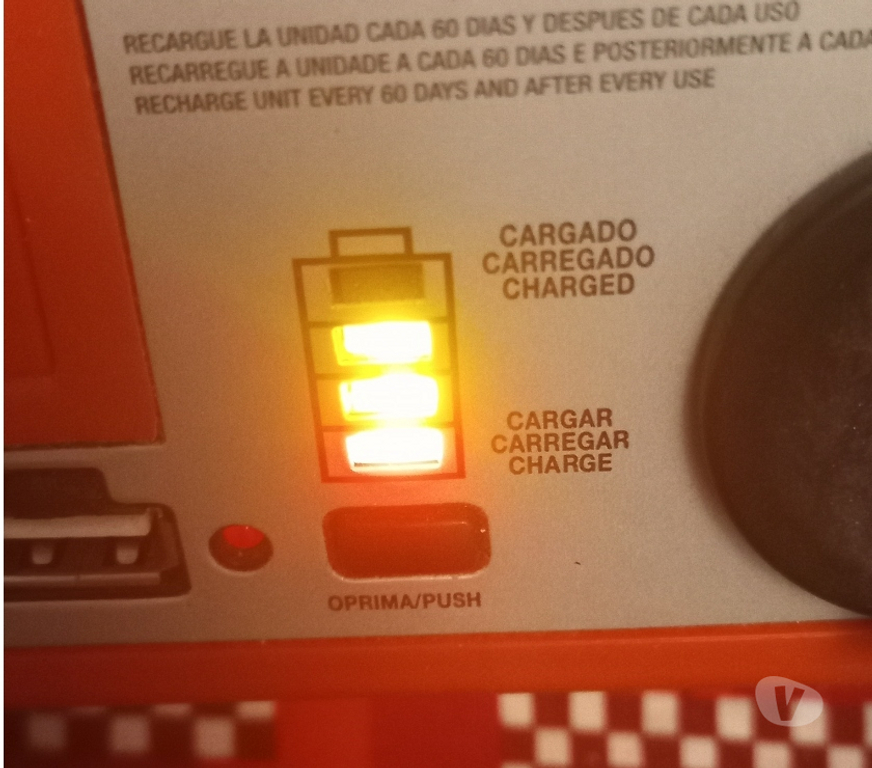 RECARGUE LA UNIDAD CADA 60 DIAS Y DESPUES DE CADA USO
RECARREGUE A UNIDADE A CADA 60 DIAS E POSTERIORMENTE A CADA
RECHARGE UNIT EVERY 60 DAYS AND AFTER EVERY USE
CARGADO
CARREGADO
CHARGED
CARGAR
CARREGAR
CHARGE
OPRIMA/PUSH
V